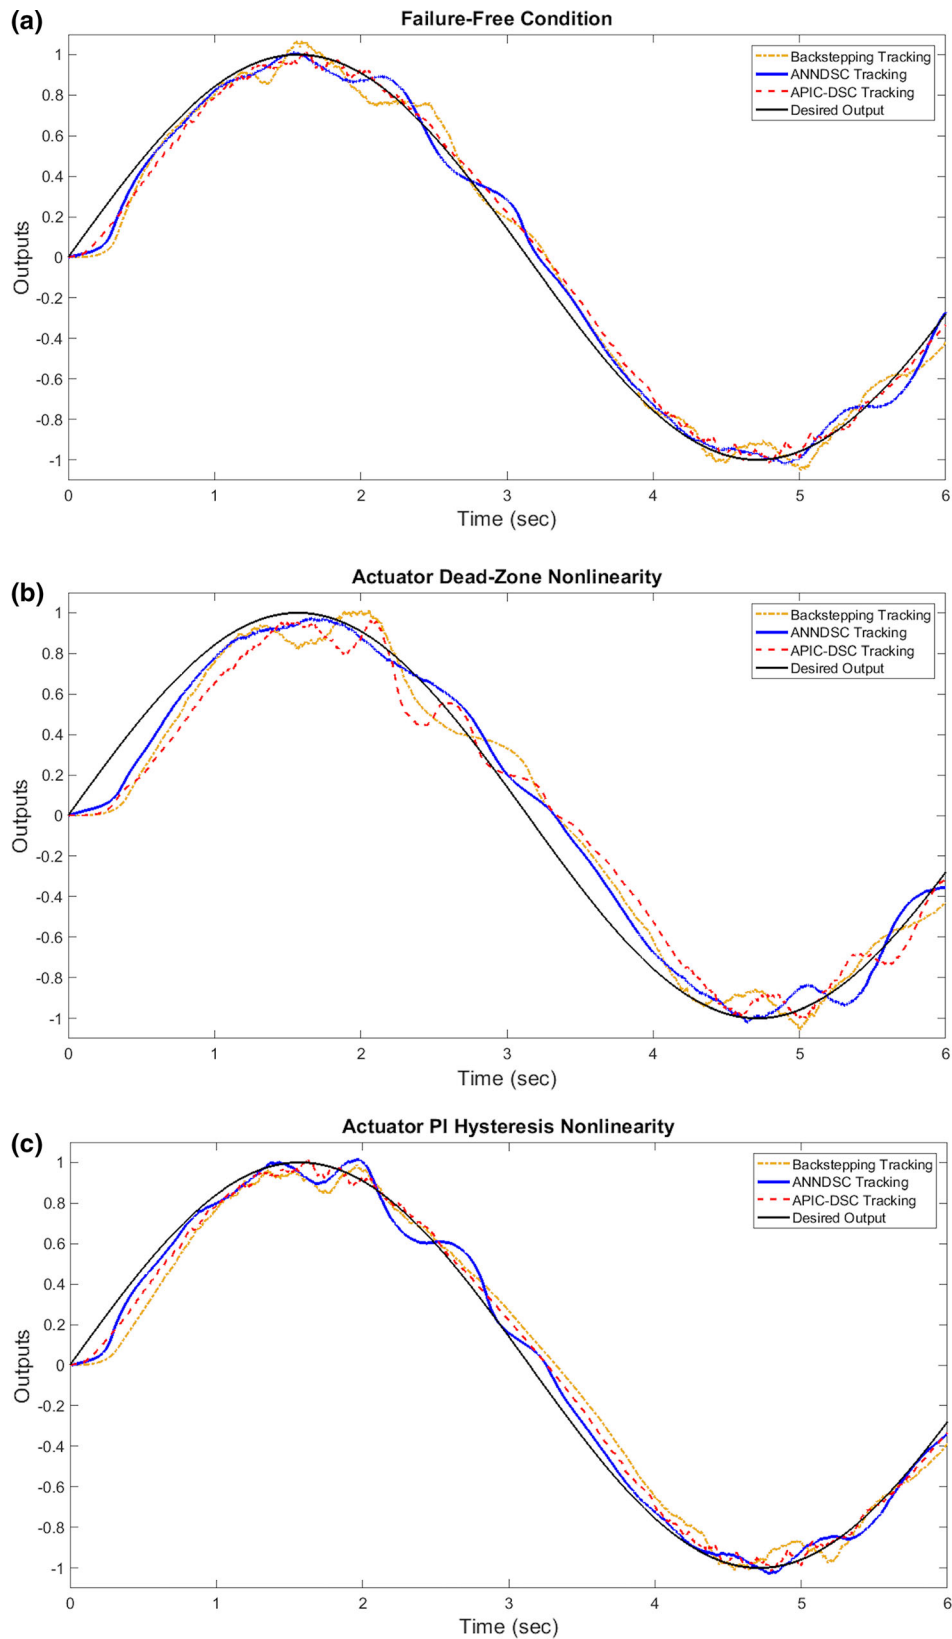 (a)
Failure-Free Condition
Backstepping Tracking
ANNDSC Tracking
APIC-DSC Tracking
Desired Output
1
0.8
0.6
0.4
0.2
0
-0.2
-0.4
-0.6
-0.8
-1
Outputs
0 1 2 3 4 5 6
Time (sec)
(b)
Actuator Dead-Zone Nonlinearity
Backstepping Tracking
ANNDSC Tracking
APIC-DSC Tracking
Desired Output
1
0.8
0.6
0.4
0.2
0
-0.2
-0.4
-0.6
-0.8
-1
Outputs
0 1 2 3 4 5 6
Time (sec)
(c)
Actuator PI Hysteresis Nonlinearity
Backstepping Tracking
ANNDSC Tracking
APIC-DSC Tracking
Desired Output
1
0.8
0.6
0.4
0.2
0
-0.2
-0.4
-0.6
-0.8
-1
Outputs
0 1 2 3 4 5 6
Time (sec)